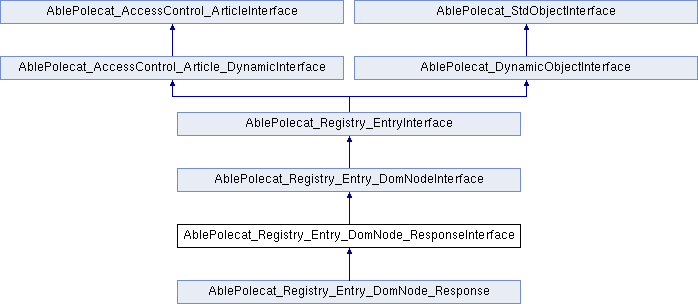 AblePolecat_AccessControl_ArticleInterface
AblePolecat_StdObjectInterface
AblePolecat_AccessControl_Article_DynamicInterface
AblePolecat_DynamicObjectInterface
AblePolecat_Registry_EntryInterface
AblePolecat_Registry_Entry_DomNodeInterface
AblePolecat_Registry_Entry_DomNode_ResponseInterface
AblePolecat_Registry_Entry_DomNode_Response